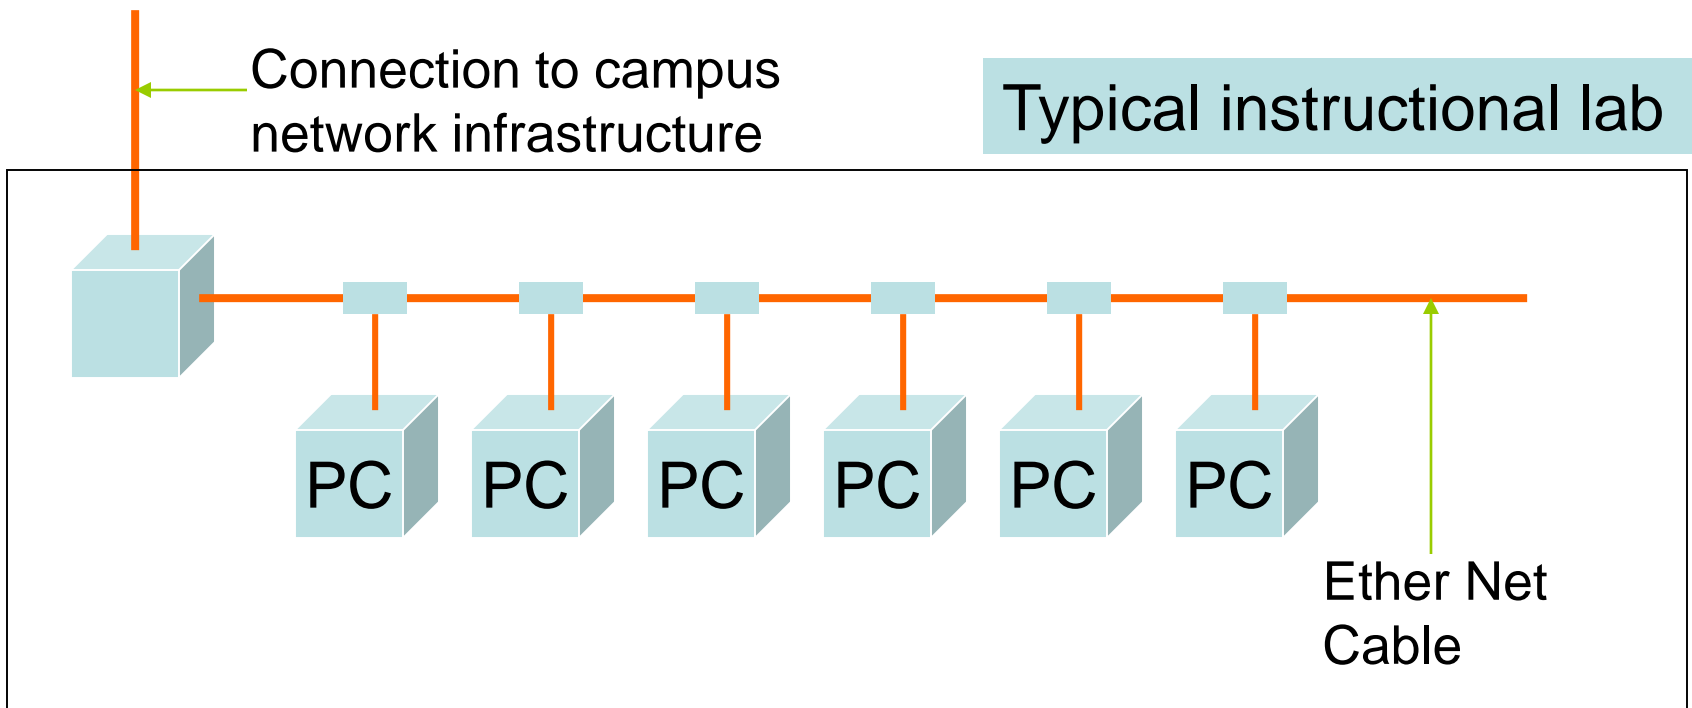 Connection to campus
network infrastructure
Typical instructional lab
PC
PC
PC
PC
PC
PC
Ether Net
Cable